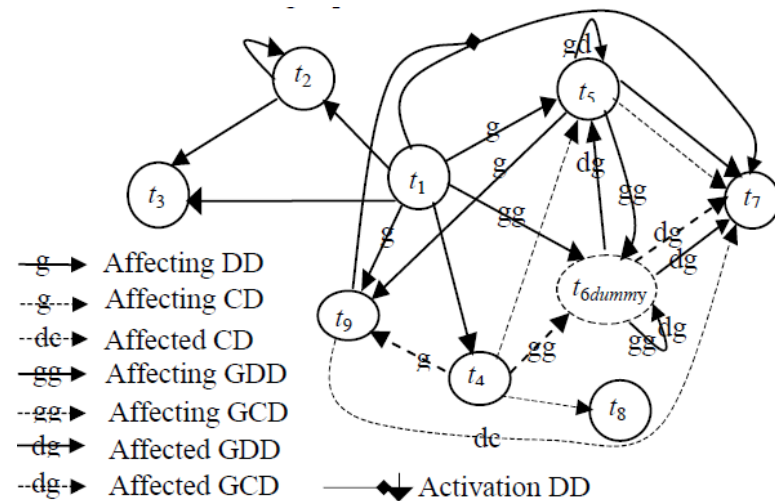 gd
t2
t5
g
g
dg
t1
gg
t3
t7
gg
g
dg
dg
g Affecting DD
g Affecting CD
dc Affected CD
gg Affecting GDD
gg Affecting GCD
dg Affected GDD
dg Affected GCD
t6dummy
t9
gg
dg
g
gg
t4
t8
dc
Activation DD